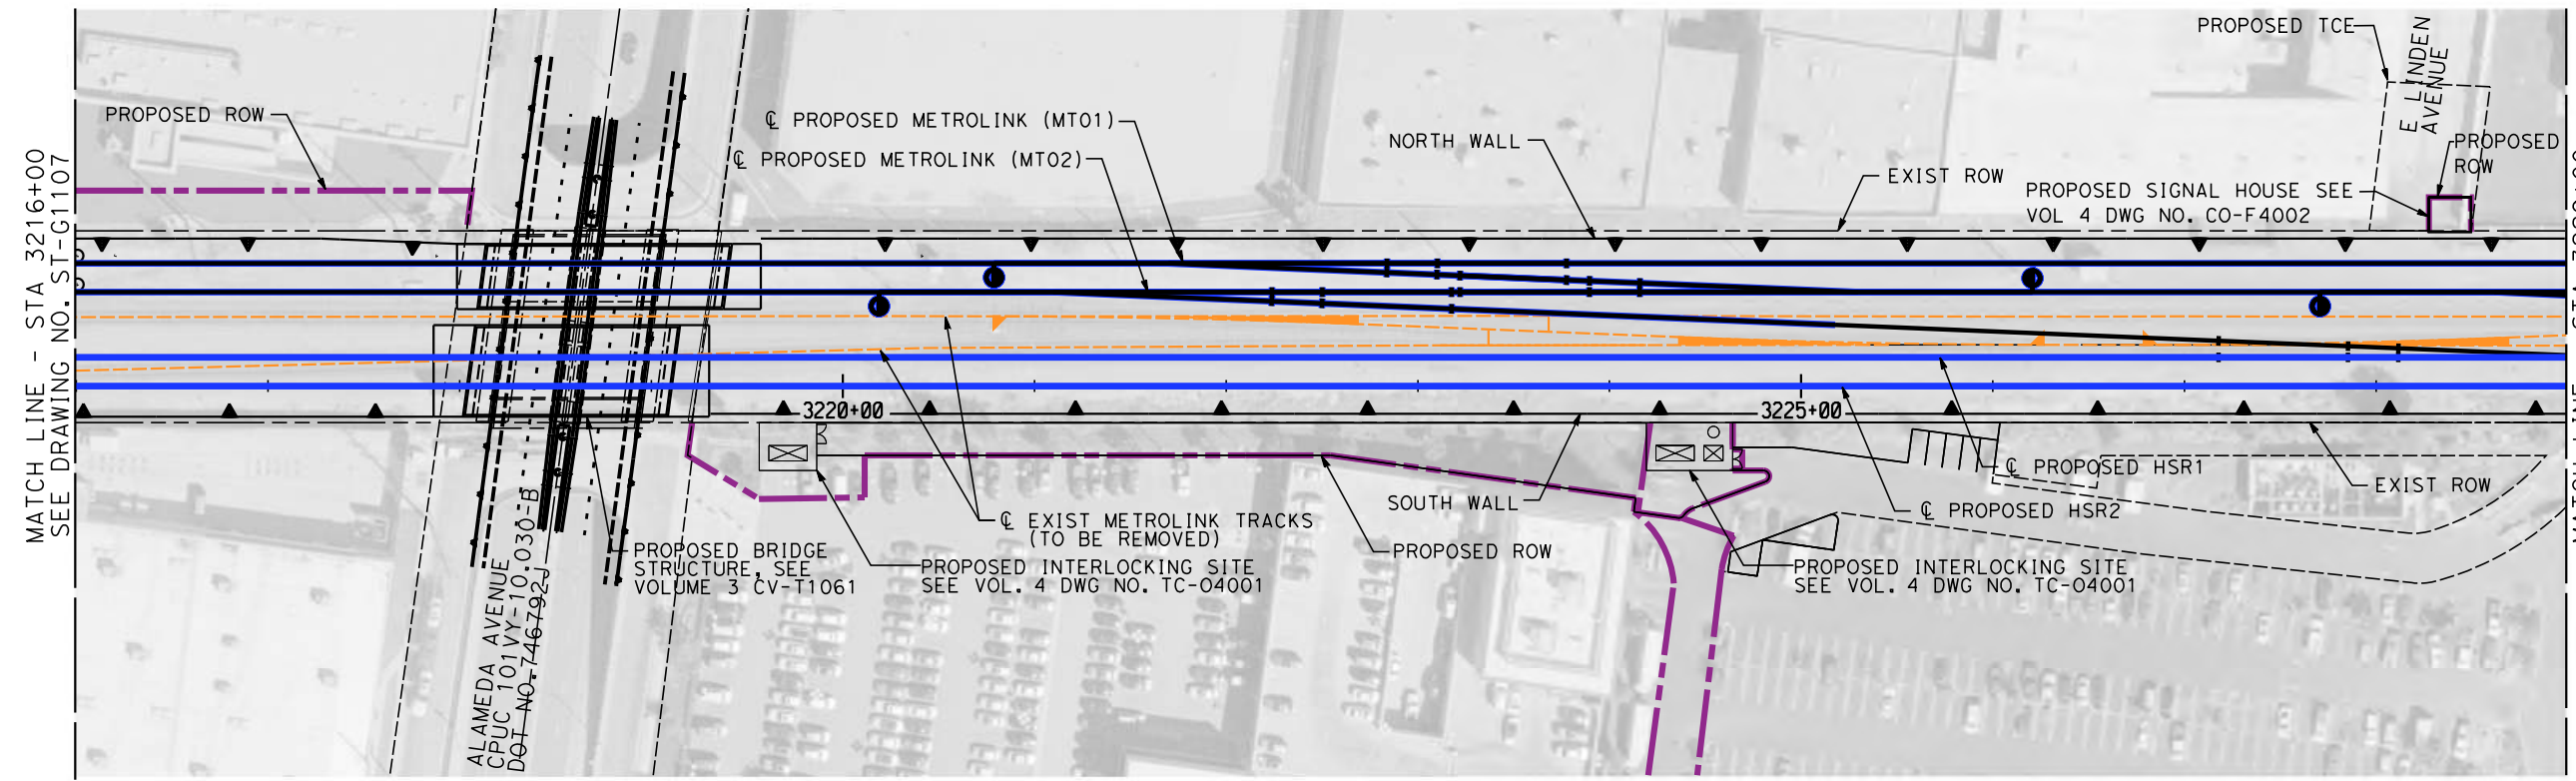 MATCH LINE - STA 3216+00
SEE DRAWING NO. ST-G1107
PROPOSED ROW
℄ PROPOSED METROLINK (MT01)
℄ PROPOSED METROLINK (MT02)
NORTH WALL
EXIST ROW
PROPOSED TCE
E LINDEN
AVENUE
PROPOSED
ROW
PROPOSED SIGNAL HOUSE SEE
VOL 4 DWG NO. CO-F4002
3220+00
3225+00
SOUTH WALL
℄ PROPOSED HSR1
EXIST ROW
℄ PROPOSED HSR2
℄ EXIST METROLINK TRACKS
(TO BE REMOVED)
PROPOSED ROW
PROPOSED BRIDGE
STRUCTURE, SEE
VOLUME 3 CV-T1061
PROPOSED INTERLOCKING SITE
SEE VOL. 4 DWG NO. TC-O4001
PROPOSED INTERLOCKING SITE
SEE VOL. 4 DWG NO. TC-O4001
ALAMEDA AVENUE
CPUC 101VY-10.030-B
DOT NO. 746792J